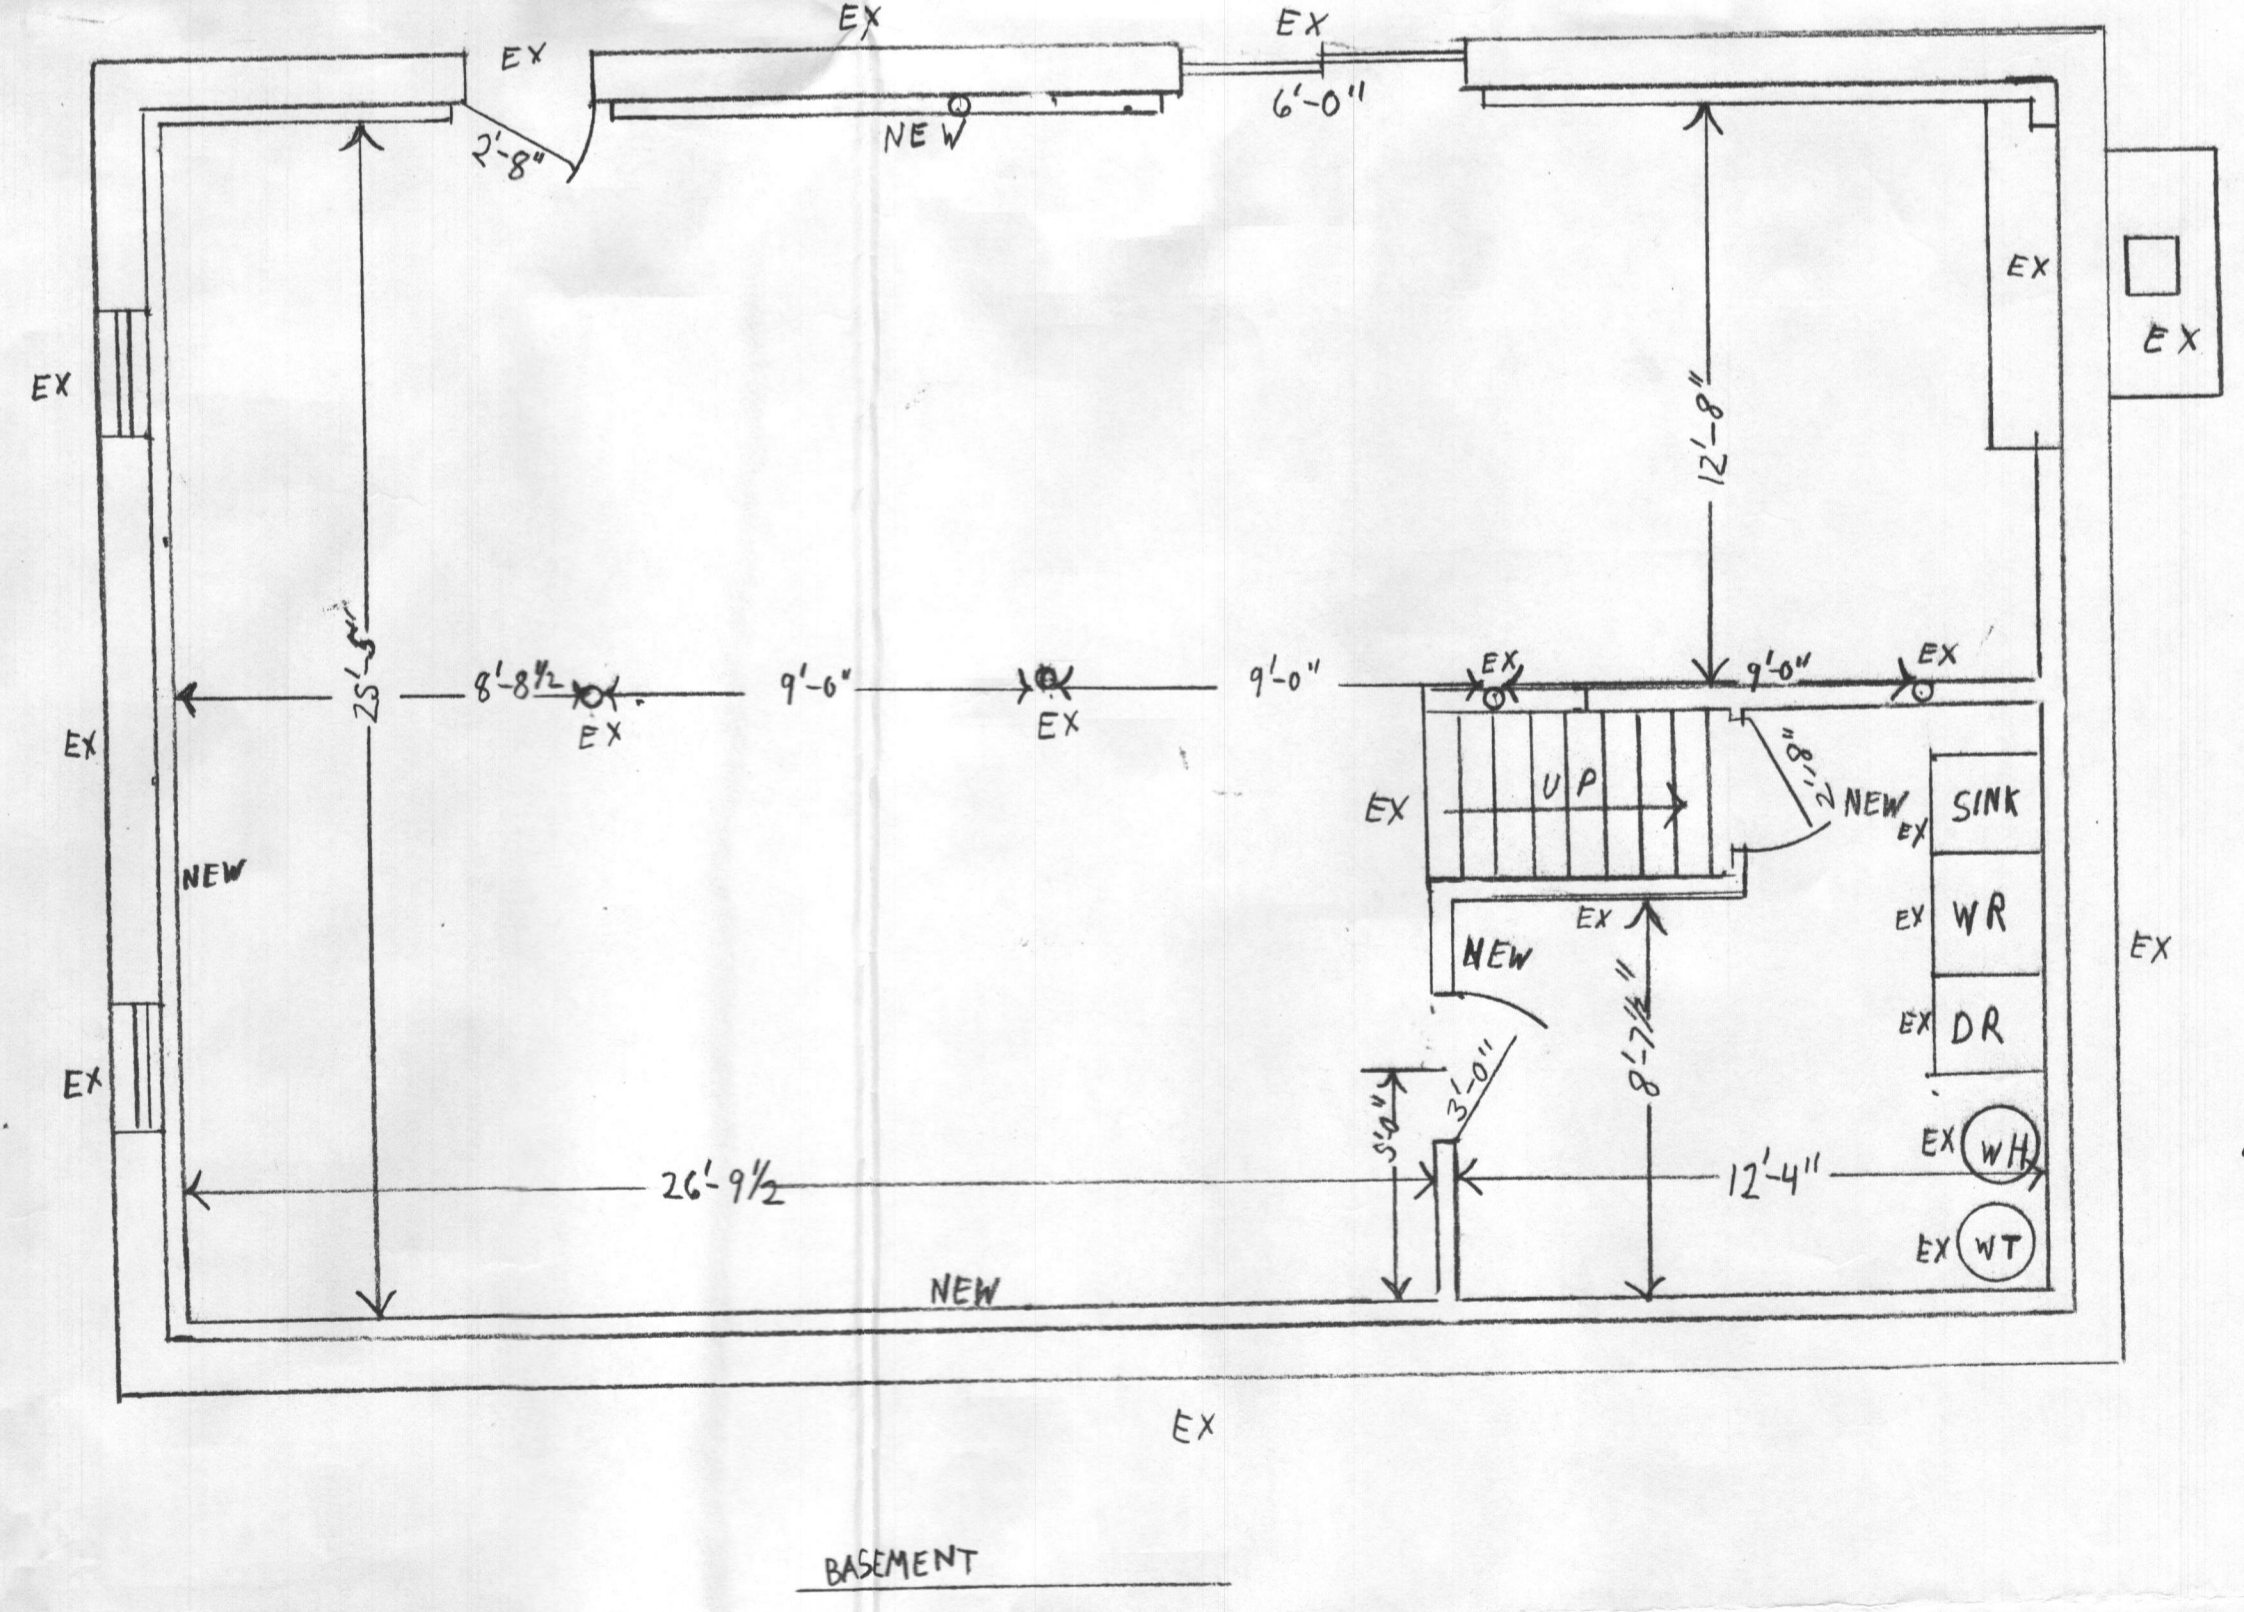 EX
EX
EX
6'-0"
NEW
2'-8"
EX
EX
EX
12'-8"
25'-5"
8'-8 1/2
9'-0"
9'-0"
EX
9'-0"
EX
EX
EX
EX
UP
EX
2'-8"
NEW
SINK
EX
NEW
EX
WR
EX
EX
NEW
8'-7 1/2"
EX
DR
EX
3'-0"
5'-0"
EX
WH
26'-9 1/2
12'-4"
EX
WT
NEW
EX
BASEMENT